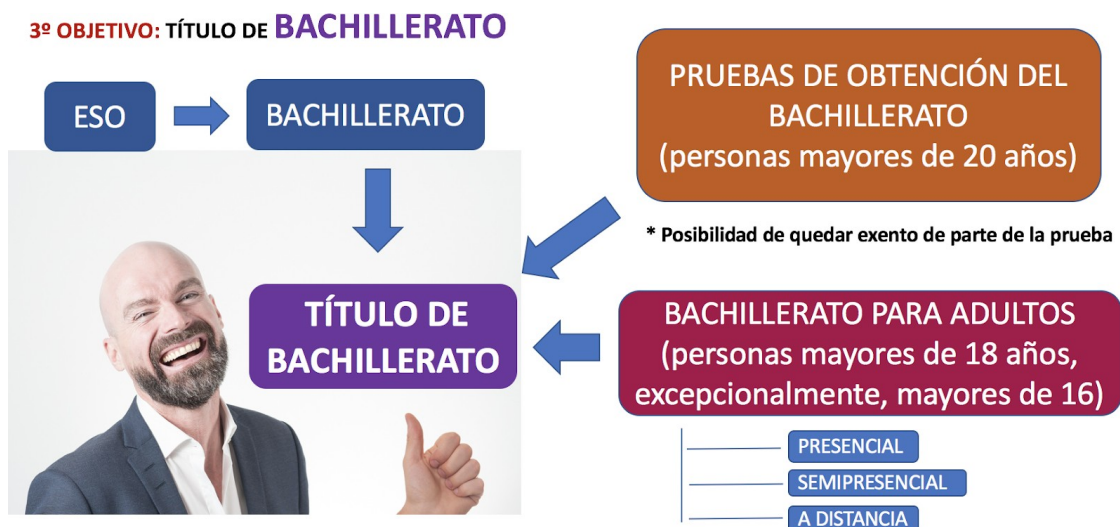 3º OBJETIVO: TÍTULO DE BACHILLERATO
ESO
BACHILLERATO
TÍTULO DE
BACHILLERATO
PRUEBAS DE OBTENCIÓN DEL
BACHILLERATO
(personas mayores de 20 años)
* Posibilidad de quedar exento de parte de la prueba
BACHILLERATO PARA ADULTOS
(personas mayores de 18 años,
excepcionalmente, mayores de 16)
PRESENCIAL
SEMIPRESENCIAL
A DISTANCIA